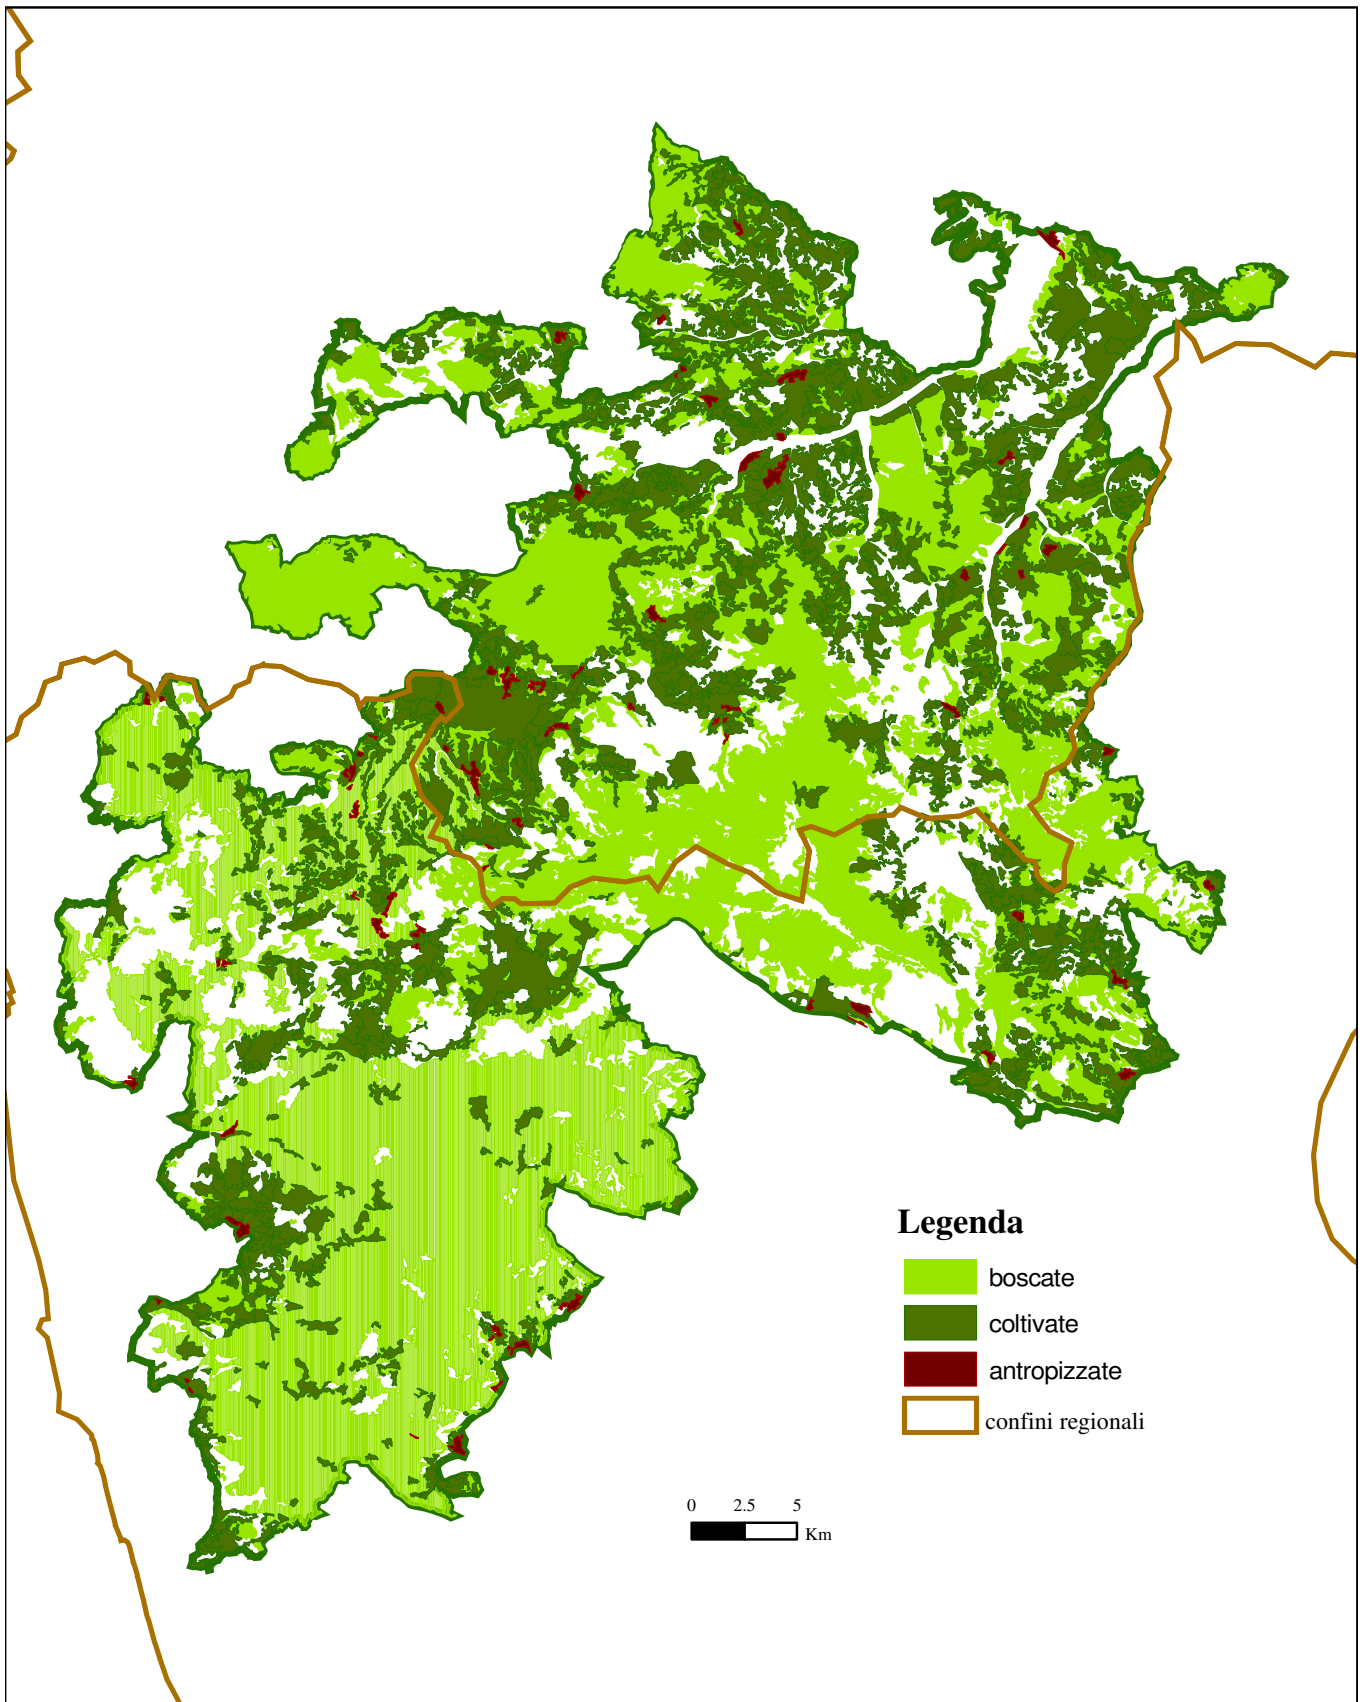 Legenda
boscate
coltivate
antropizzate
confini regionali
0 2.5 5
Km